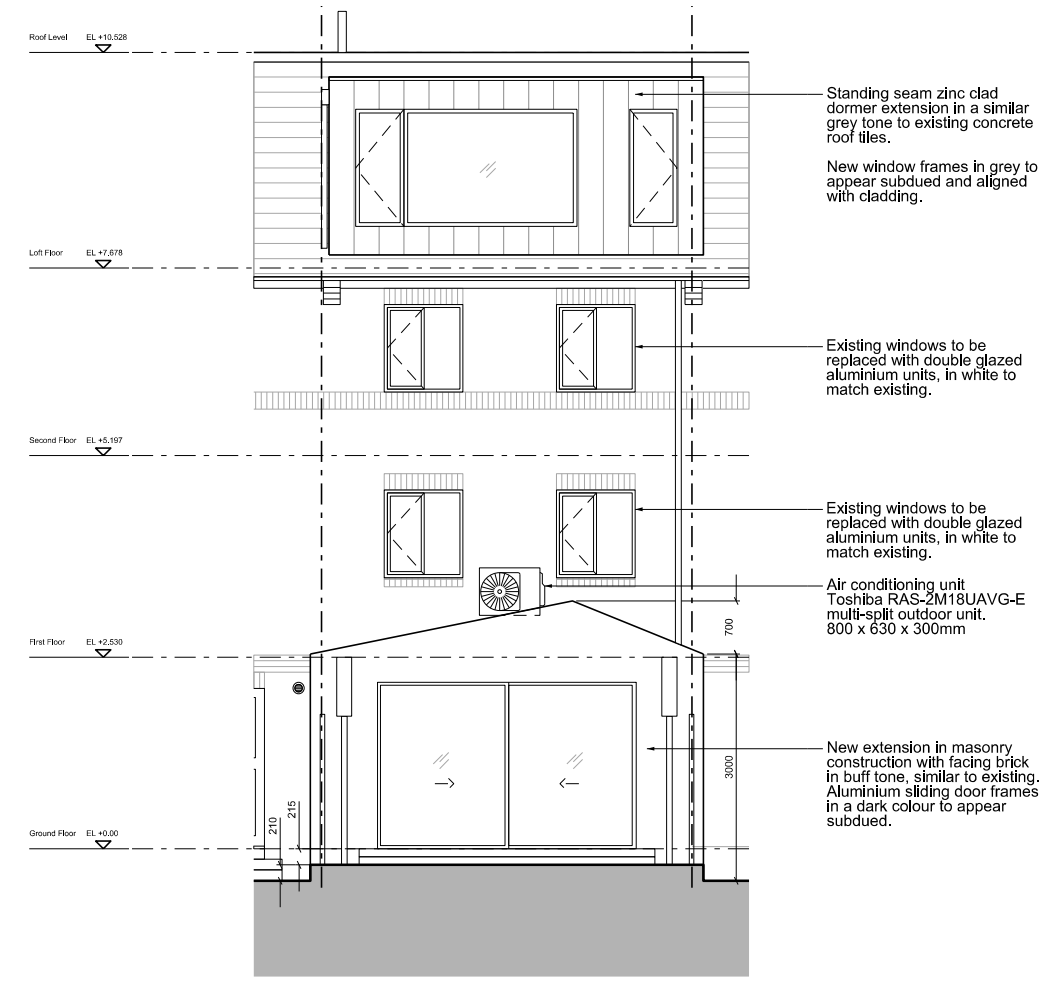 Roof Level EL +10.528
Standing seam zinc clad
dormer extension in a similar
grey tone to existing concrete
roof tiles.
New window frames in grey to
appear subdued and aligned
with cladding.
Loft Floor EL +7.678
Existing windows to be
replaced with double glazed
aluminium units, in white to
match existing.
Second Floor EL +5.197
Existing windows to be
replaced with double glazed
aluminium units, in white to
match existing.
Air conditioning unit
Toshiba RAS-2M18UAVG-E
multi-split outdoor unit.
800 x 630 x 300mm
700
First Floor EL +2.530
New extension in masonry
construction with facing brick
in buff tone, similar to existing.
Aluminium sliding door frames
in a dark colour to appear
subdued.
3000
215
210
Ground Floor EL +0.00